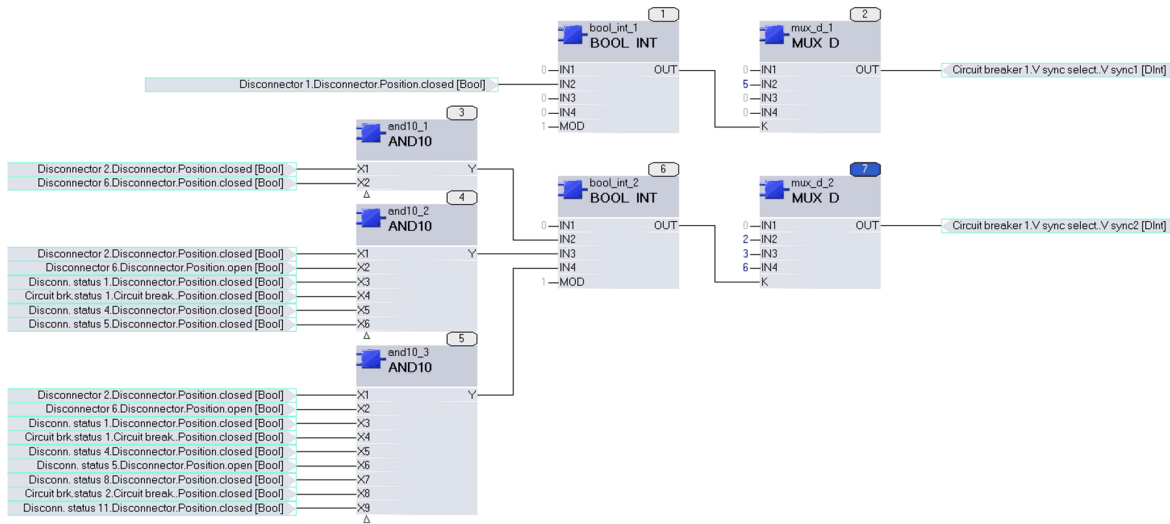 1
bool_int_1
BOOL INT
0 IN1 OUT
Disconnector 1.Disconnector.Position.closed [Bool] IN2
0 IN3
0 IN4
1 MOD
2
mux_d_1
MUX D
0 IN1 OUT Circuit breaker 1.V sync select..V sync1 [DInt]
5 IN2
0 IN3
0 IN4
K
3
and10_1
AND10
Disconnector 2.Disconnector.Position.closed [Bool] X1 Y
Disconnector 6.Disconnector.Position.closed [Bool] X2
4
and10_2
AND10
Disconnector 2.Disconnector.Position.closed [Bool] X1 Y
Disconnector 6.Disconnector.Position.open [Bool] X2
Disconn. status 1.Disconnector.Position.closed [Bool] X3
Circuit brk.status 1.Circuit break..Position.closed [Bool] X4
Disconn. status 4.Disconnector.Position.closed [Bool] X5
Disconn. status 5.Disconnector.Position.closed [Bool] X6
5
and10_3
AND10
Disconnector 2.Disconnector.Position.closed [Bool] X1 Y
Disconnector 6.Disconnector.Position.open [Bool] X2
Disconn. status 1.Disconnector.Position.closed [Bool] X3
Circuit brk.status 1.Circuit break..Position.closed [Bool] X4
Disconn. status 4.Disconnector.Position.closed [Bool] X5
Disconn. status 5.Disconnector.Position.open [Bool] X6
Disconn. status 8.Disconnector.Position.closed [Bool] X7
Circuit brk.status 2.Circuit break..Position.closed [Bool] X8
Disconn. status 11.Disconnector.Position.closed [Bool] X9
6
bool_int_2
BOOL INT
0 IN1 OUT
IN2
IN3
IN4
1 MOD
7
mux_d_2
MUX D
0 IN1 OUT Circuit breaker 1.V sync select..V sync2 [DInt]
2 IN2
3 IN3
6 IN4
K